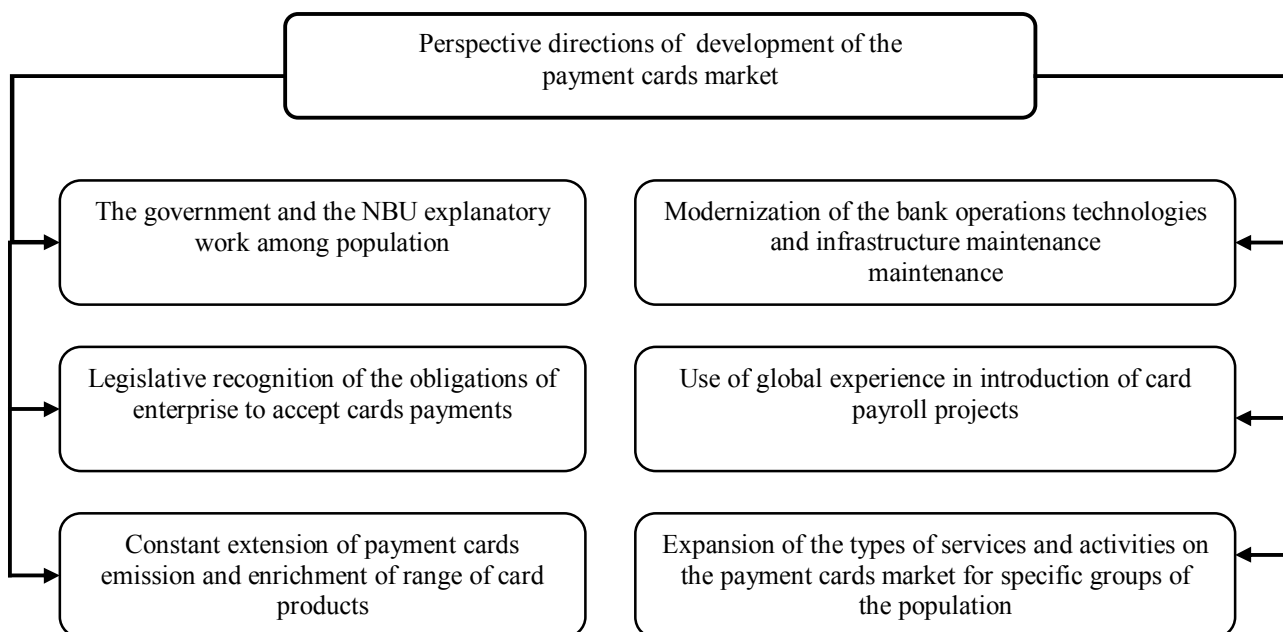 Perspective directions of development of the
payment cards market
The government and the NBU explanatory
work among population
Modernization of the bank operations technologies
and infrastructure maintenance
maintenance
Legislative recognition of the obligations of
enterprise to accept cards payments
Use of global experience in introduction of card
payroll projects
Constant extension of payment cards
emission and enrichment of range of card
products
Expansion of the types of services and activities on
the payment cards market for specific groups of
the population